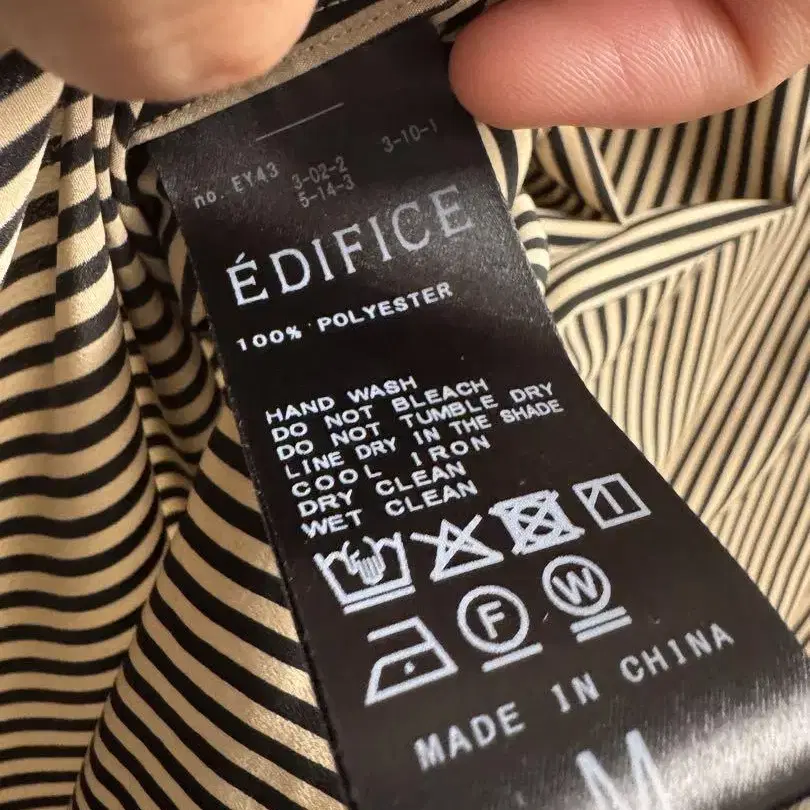 no. EY43 3-02-2 3-10-1
5-14-3
ÉDIFICE
100% POLYESTER
HAND WASH
DO NOT BLEACH
DO NOT TUMBLE DRY
LINE DRY IN THE SHADE
COOL IRON
DRY CLEAN
WET CLEAN
F W
MADE IN CHINA
M